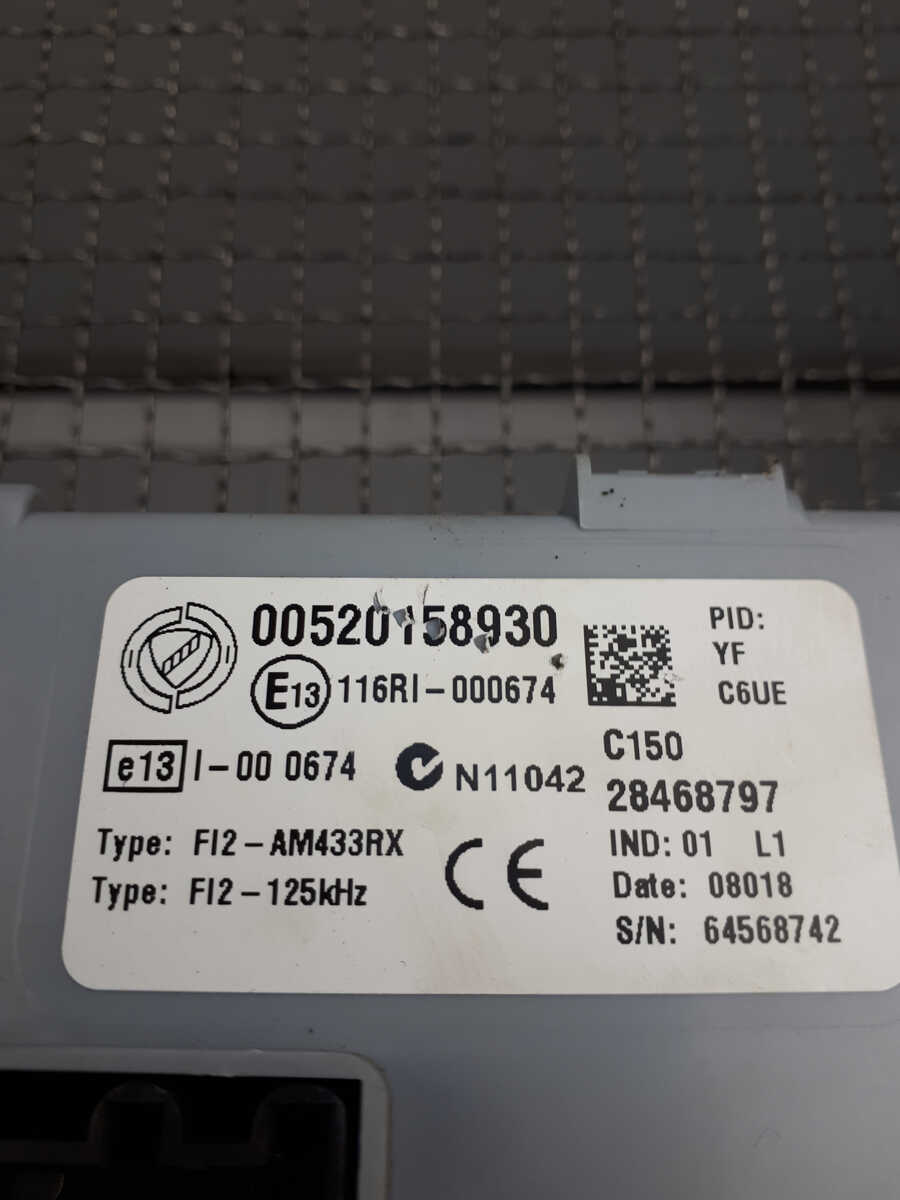 00520158930
E13 116RI-000674
e13 I-00 0674
N11042
Type: FI2-AM433RX
Type: FI2-125kHz
CE
PID:
YF
C6UE
C150
28468797
IND: 01 L1
Date: 08018
S/N: 64568742